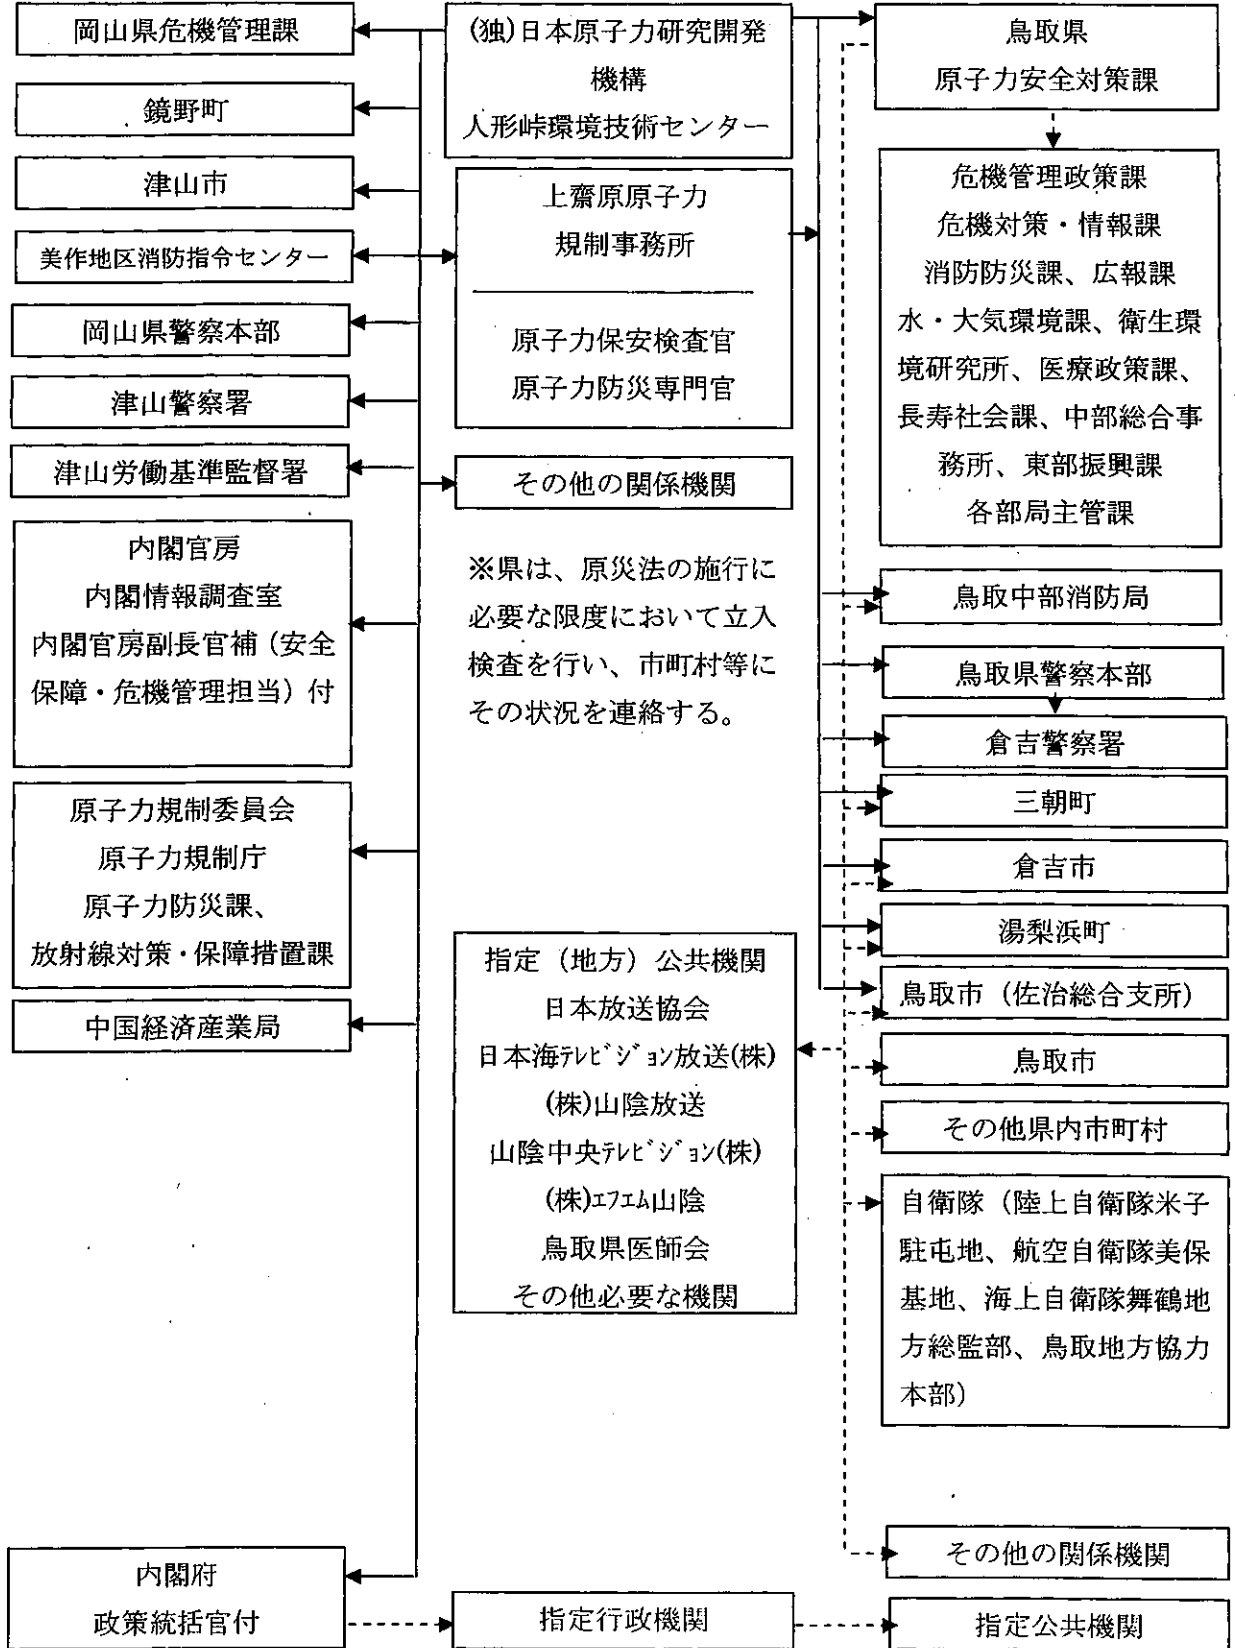 岡山県危機管理課
鏡野町
津山市
美作地区消防指令センター
岡山県警察本部
津山警察署
津山労働基準監督署
内閣官房
内閣情報調査室
内閣官房副長官補（安全
保障・危機管理担当）付
原子力規制委員会
原子力規制庁
原子力防災課、
放射線対策・保障措置課
中国経済産業局
内閣府
政策統括官付
(独)日本原子力研究開発
機構
人形峠環境技術センター
上齋原原子力
規制事務所
原子力保安検査官
原子力防災専門官
その他の関係機関
※県は、原災法の施行に
必要な限度において立入
検査を行い、市町村等に
その状況を連絡する。
指定（地方）公共機関
日本放送協会
日本海ﾃﾚﾋﾞｼﾞｮﾝ放送(株)
(株)山陰放送
山陰中央ﾃﾚﾋﾞｼﾞｮﾝ(株)
(株)ｴﾌｴﾑ山陰
鳥取県医師会
その他必要な機関
指定行政機関
鳥取県
原子力安全対策課
危機管理政策課
危機対策・情報課
消防防災課、広報課
水・大気環境課、衛生環
境研究所、医療政策課、
長寿社会課、中部総合事
務所、東部振興課
各部局主管課
鳥取中部消防局
鳥取県警察本部
倉吉警察署
三朝町
倉吉市
湯梨浜町
鳥取市（佐治総合支所）
鳥取市
その他県内市町村
自衛隊（陸上自衛隊米子
駐屯地、航空自衛隊美保
基地、海上自衛隊舞鶴地
方総監部、鳥取地方協力
本部）
その他の関係機関
指定公共機関